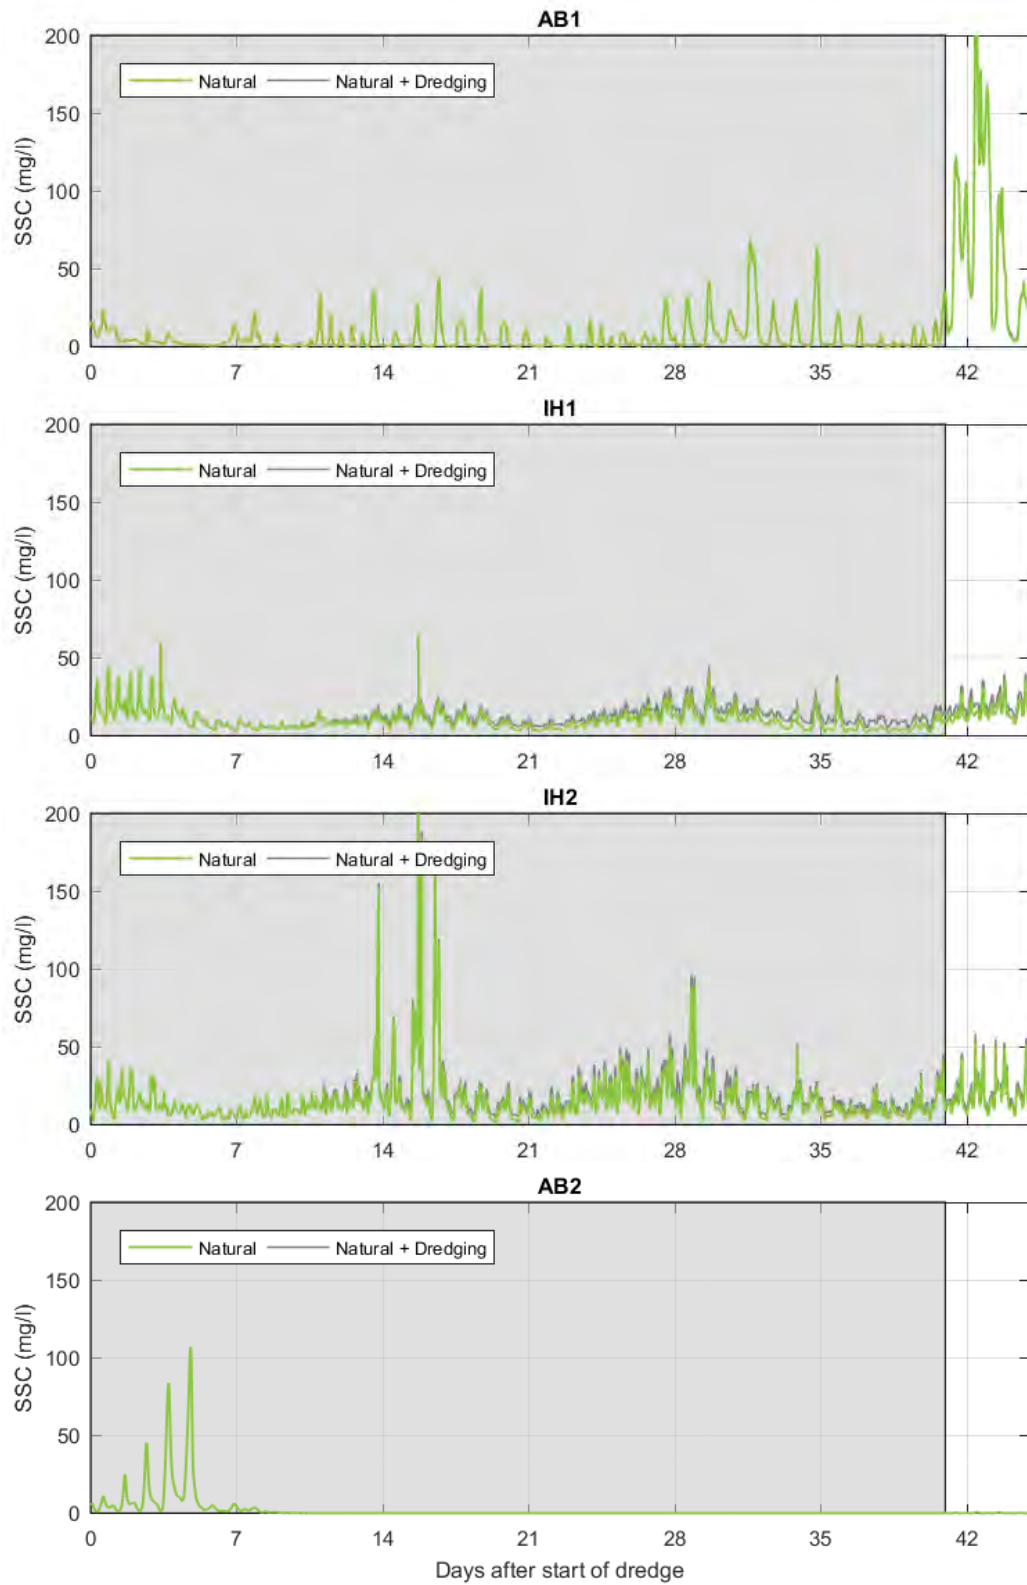 AB1
200
150
100
50
0
SSC (mg/l)
Natural
Natural + Dredging
0 7 14 21 28 35 42
IH1
200
150
100
50
0
SSC (mg/l)
Natural
Natural + Dredging
0 7 14 21 28 35 42
IH2
200
150
100
50
0
SSC (mg/l)
Natural
Natural + Dredging
0 7 14 21 28 35 42
AB2
200
150
100
50
0
SSC (mg/l)
Natural
Natural + Dredging
0 7 14 21 28 35 42
Days after start of dredge